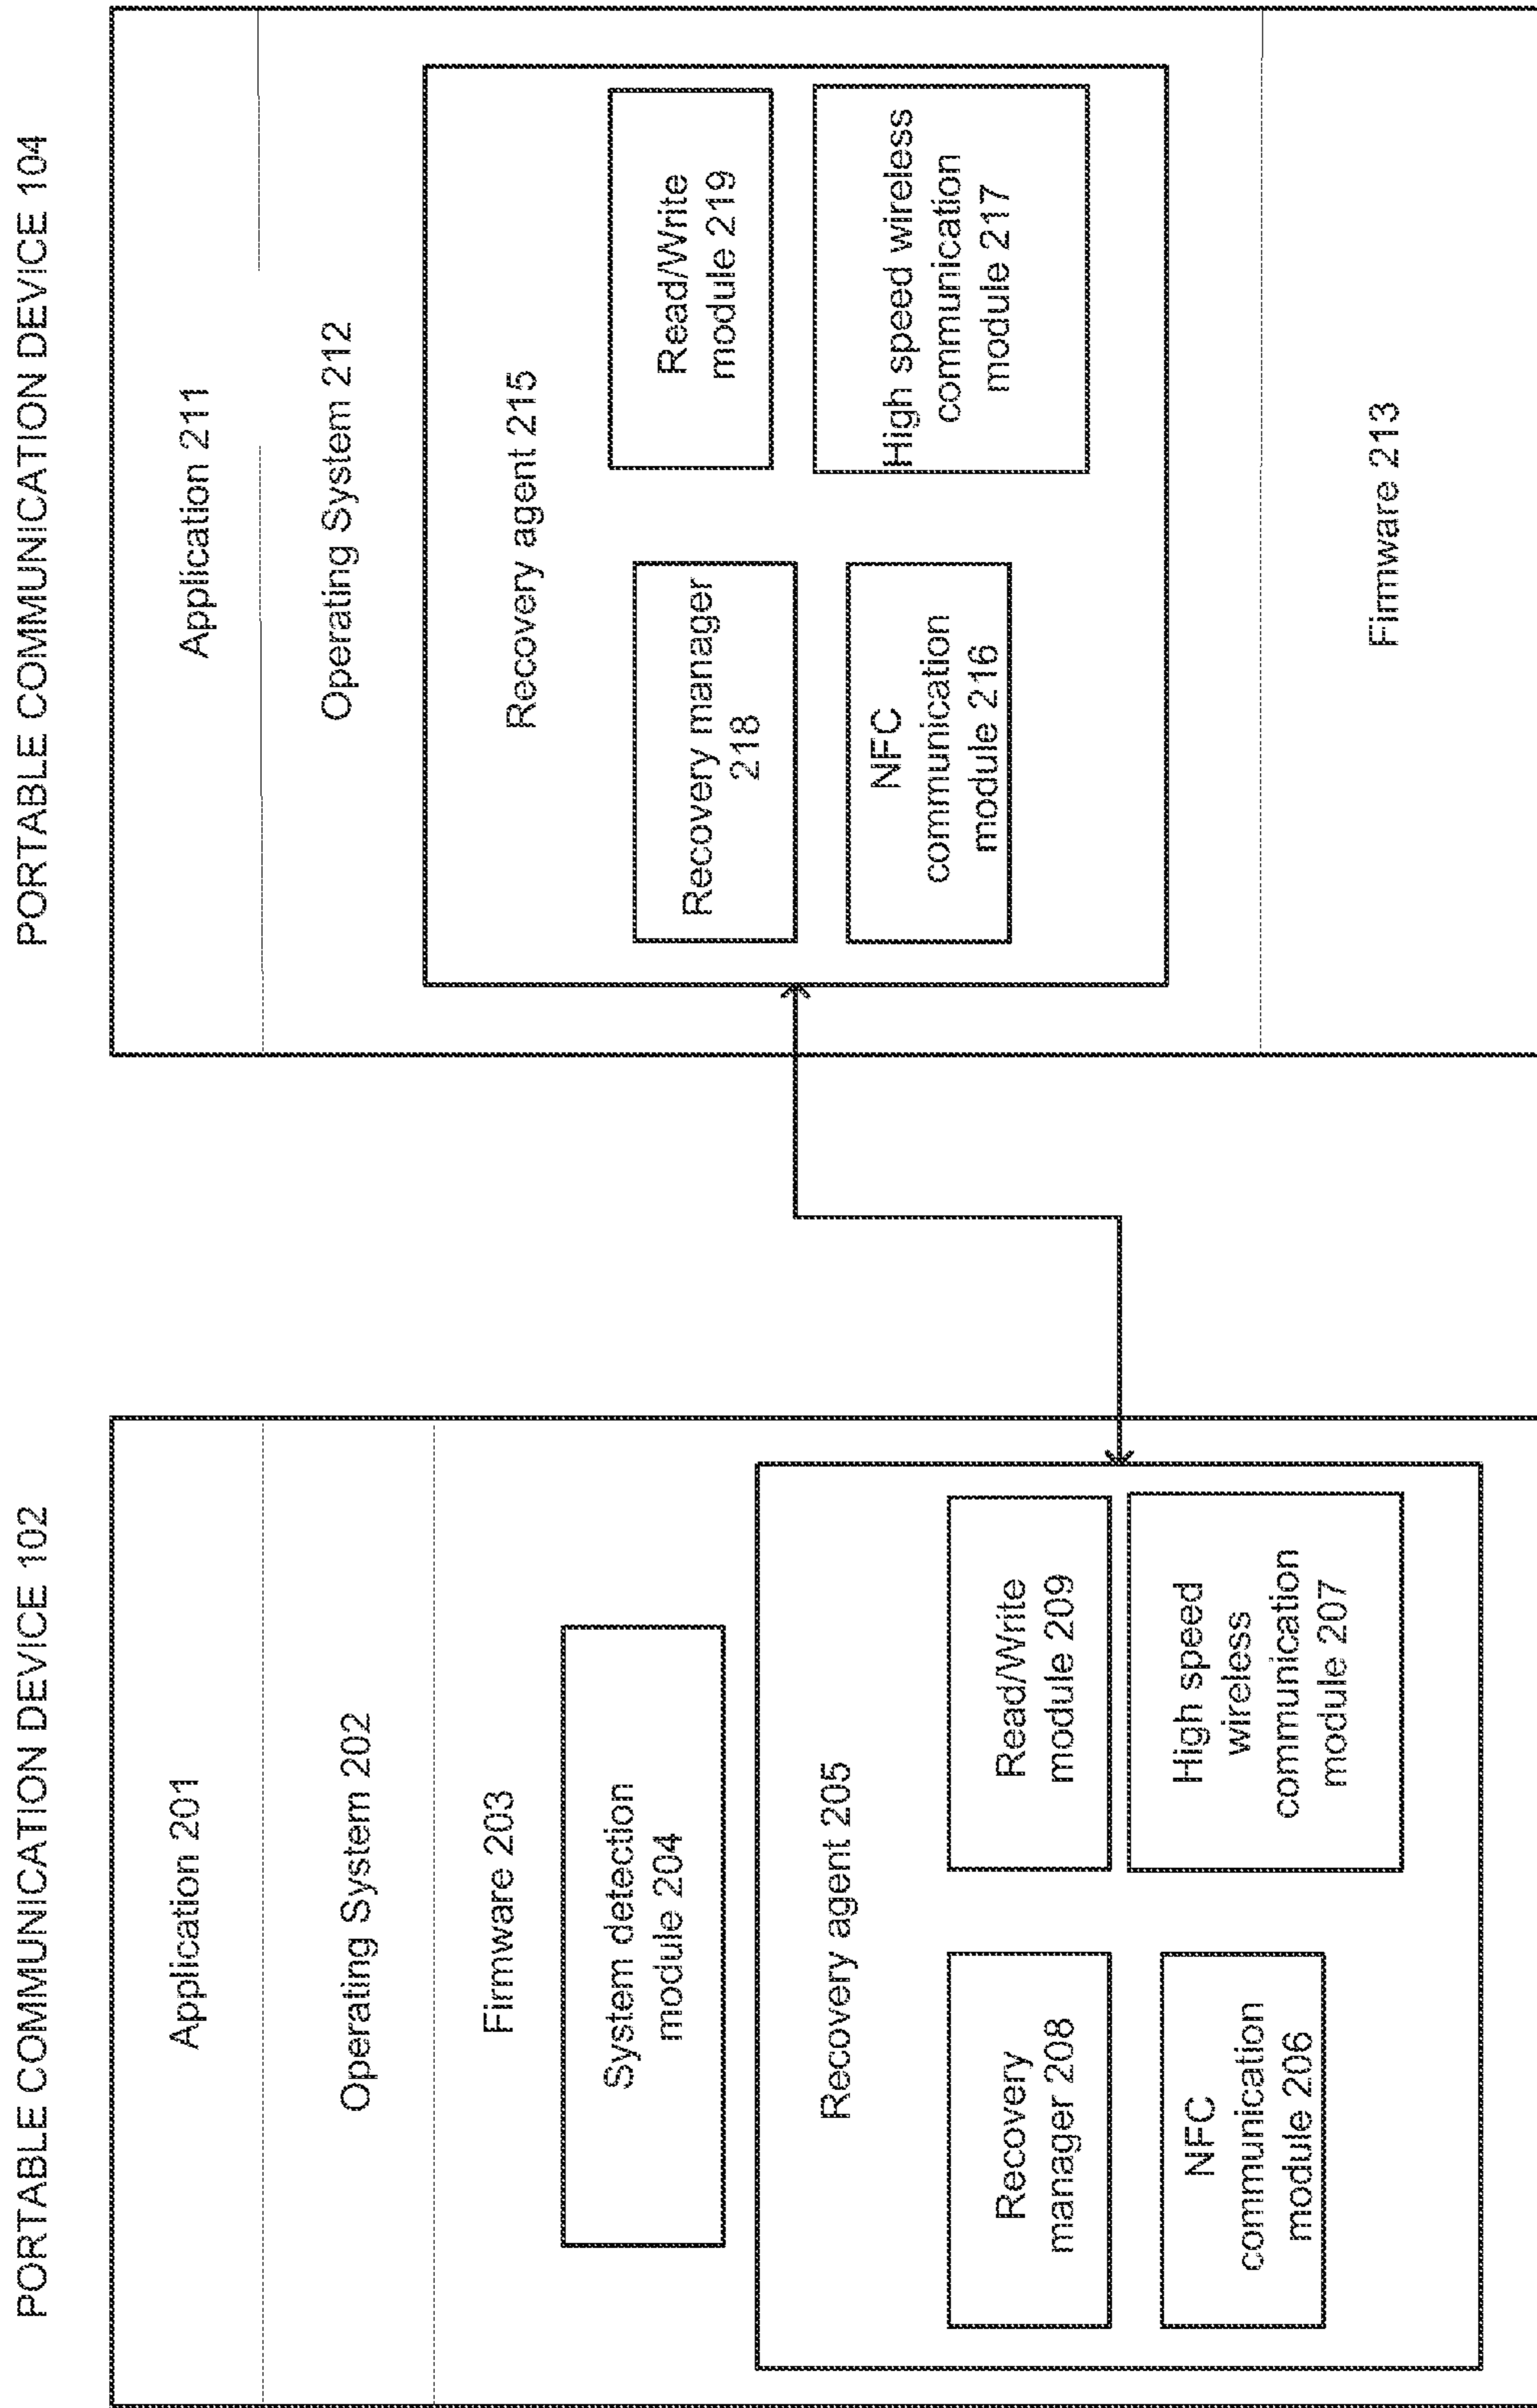 PORTABLE COMMUNICATION DEVICE 102
Application 201
Operating System 202
Firmware 203
System detection
module 204
Recovery agent 205
Recovery
manager 208
Read/Write
module 209
NFC
communication
module 206
High speed
wireless
communication
module 207
PORTABLE COMMUNICATION DEVICE 104
Application 211
Operating System 212
Recovery agent 215
Recovery manager
218
Read/Write
module 219
NFC
communication
module 216
High speed wireless
communication
module 217
Firmware 213